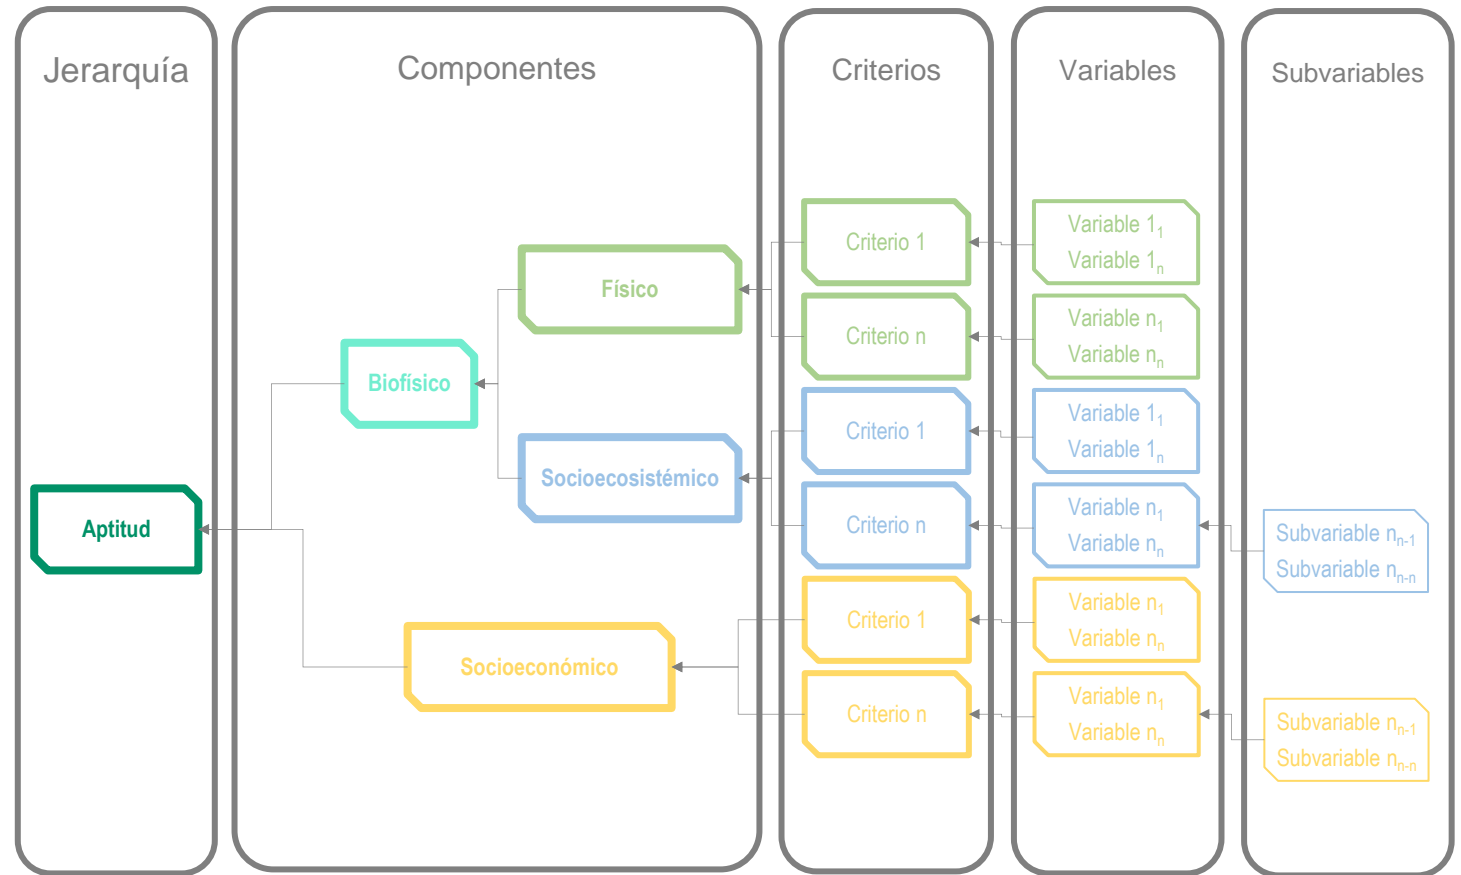 Jerarquía
Componentes
Criterios
Variables
Subvariables
Aptitud
Biofísico
Físico
Socioecosistémico
Socioeconómico
Criterio 1
Criterio n
Criterio 1
Criterio n
Criterio 1
Criterio n
Variable 1₁
Variable 1ₙ
Variable n₁
Variable nₙ
Variable 1₁
Variable 1ₙ
Variable n₁
Variable nₙ
Variable n₁
Variable nₙ
Variable n₁
Variable nₙ
Subvariable nₙ₋₁
Subvariable nₙ₋ₙ
Subvariable nₙ₋₁
Subvariable nₙ₋ₙ